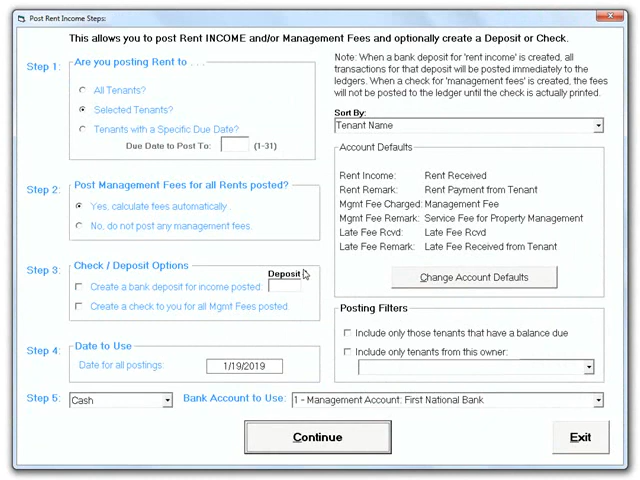 Post Rent Income Steps:
This allows you to post Rent INCOME and/or Management Fees and optionally create a Deposit or Check.
Step 1:
Are you posting Rent to . . .
All Tenants?
Selected Tenants?
Tenants with a Specific Due Date?
Due Date to Post To:
(1-31)
Step 2:
Post Management Fees for all Rents posted?
Yes, calculate fees automatically
No, do not post any management fees.
Step 3:
Check / Deposit Options
Deposit
Create a bank deposit for income posted:
Create a check to you for all Mgmt Fees posted.
Step 4:
Date to Use
Date for all postings:
1/19/2019
Step 5:
Cash
Bank Account to Use:
1 - Management Account: First National Bank
Note: When a bank deposit for 'rent income' is created, all
transactions for that deposit will be posted immediately to the
ledgers. When a check for 'management fees' is created, the fees
will not be posted to the ledger until the check is actually printed.
Sort By:
Tenant Name
Account Defaults
Rent Income: Rent Received
Rent Remark: Rent Payment from Tenant
Mgmt Fee Charged: Management Fee
Mgmt Fee Remark: Service Fee for Property Management
Late Fee Rcvd: Late Fee Rcvd
Late Fee Remark: Late Fee Received from Tenant
Change Account Defaults
Posting Filters
Include only those tenants that have a balance due
Include only tenants from this owner:
Continue
Exit